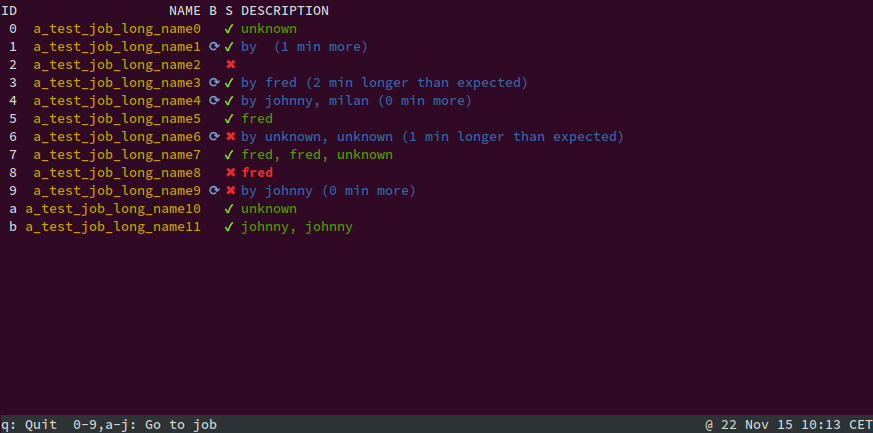 ID NAME B S DESCRIPTION
0 a_test_job_long_name0 ✔ unknown
1 a_test_job_long_name1 ⟳ ✔ by  (1 min more)
2 a_test_job_long_name2 ✖
3 a_test_job_long_name3 ⟳ ✔ by fred (2 min longer than expected)
4 a_test_job_long_name4 ⟳ ✔ by johnny, milan (0 min more)
5 a_test_job_long_name5 ✔ fred
6 a_test_job_long_name6 ⟳ ✖ by unknown, unknown (1 min longer than expected)
7 a_test_job_long_name7 ✔ fred, fred, unknown
8 a_test_job_long_name8 ✖ fred
9 a_test_job_long_name9 ⟳ ✖ by johnny (0 min more)
a a_test_job_long_name10 ✔ unknown
b a_test_job_long_name11 ✔ johnny, johnny
q: Quit  0-9,a-j: Go to job @ 22 Nov 15 10:13 CET